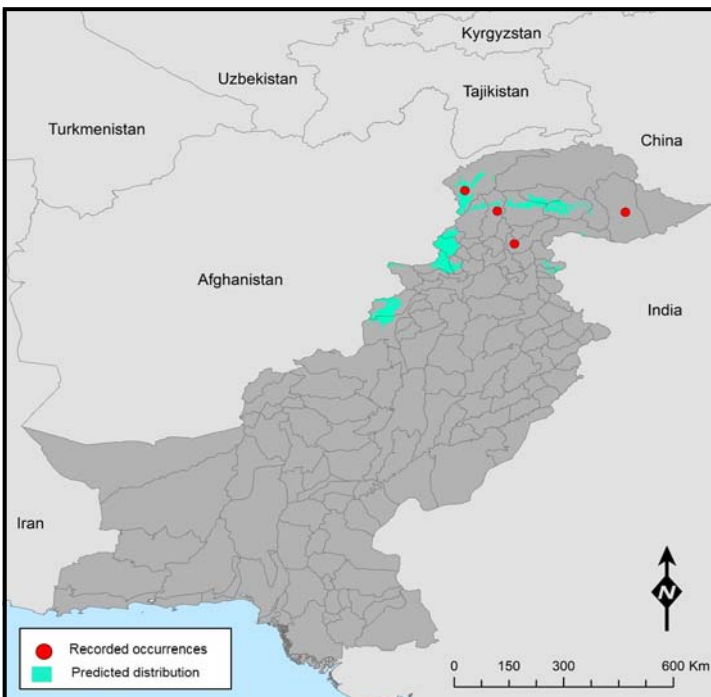 Kyrgyzstan
Uzbekistan
Tajikistan
Turkmenistan
China
Afghanistan
India
Iran
N
Recorded occurrences
Predicted distribution
0 150 300 600 Km